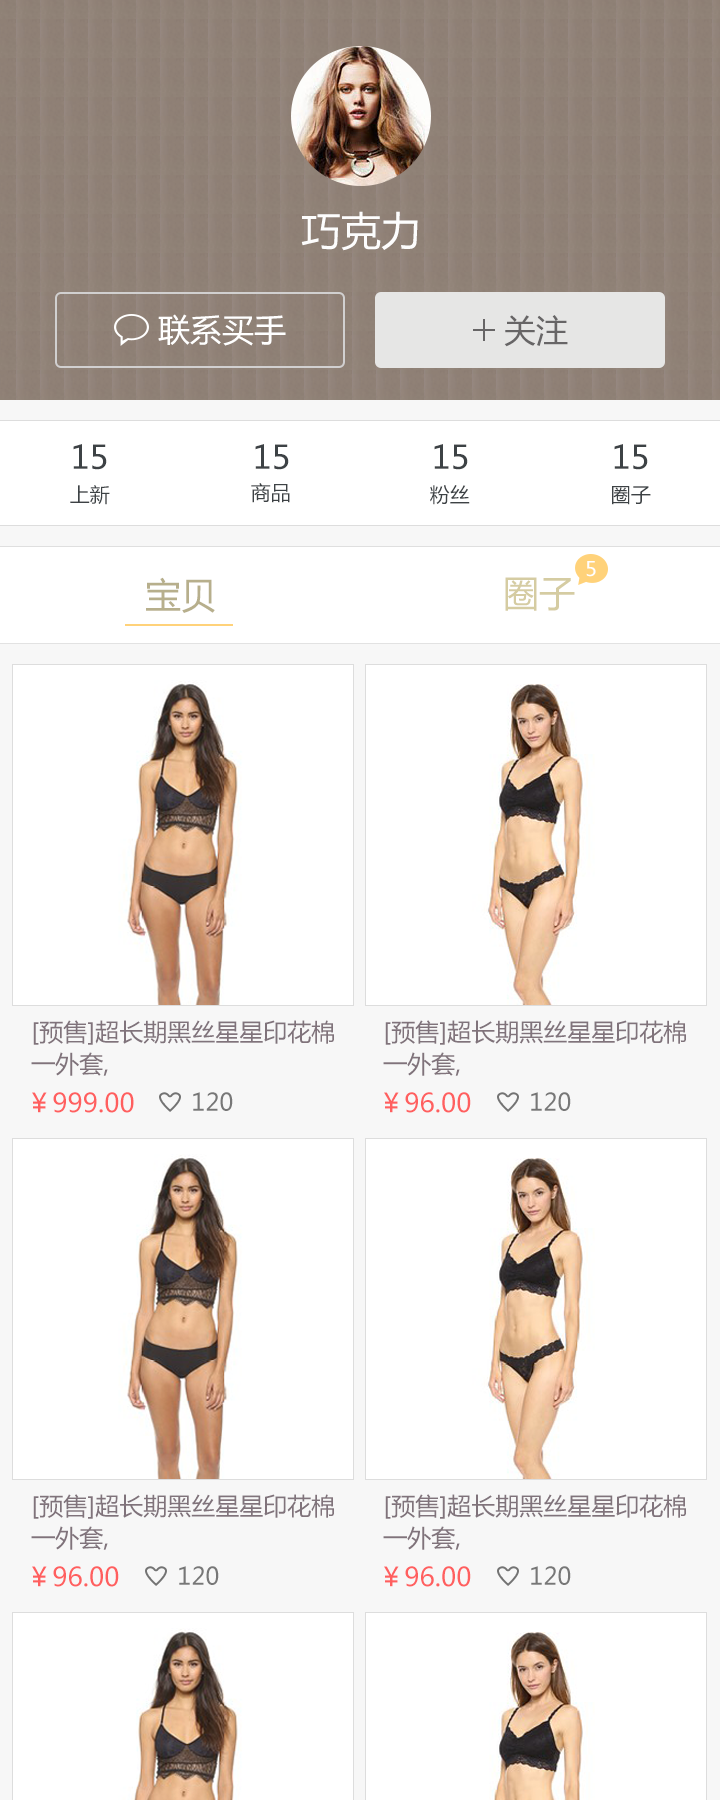 巧克力
联系买手
+ 关注
15 15 15 15
上新 商品 粉丝 圈子
宝贝 圈子 5
[预售]超长期黑丝星星印花棉
一外套,
¥ 999.00 120
[预售]超长期黑丝星星印花棉
一外套,
¥ 96.00 120
[预售]超长期黑丝星星印花棉
一外套,
¥ 96.00 120
[预售]超长期黑丝星星印花棉
一外套,
¥ 96.00 120